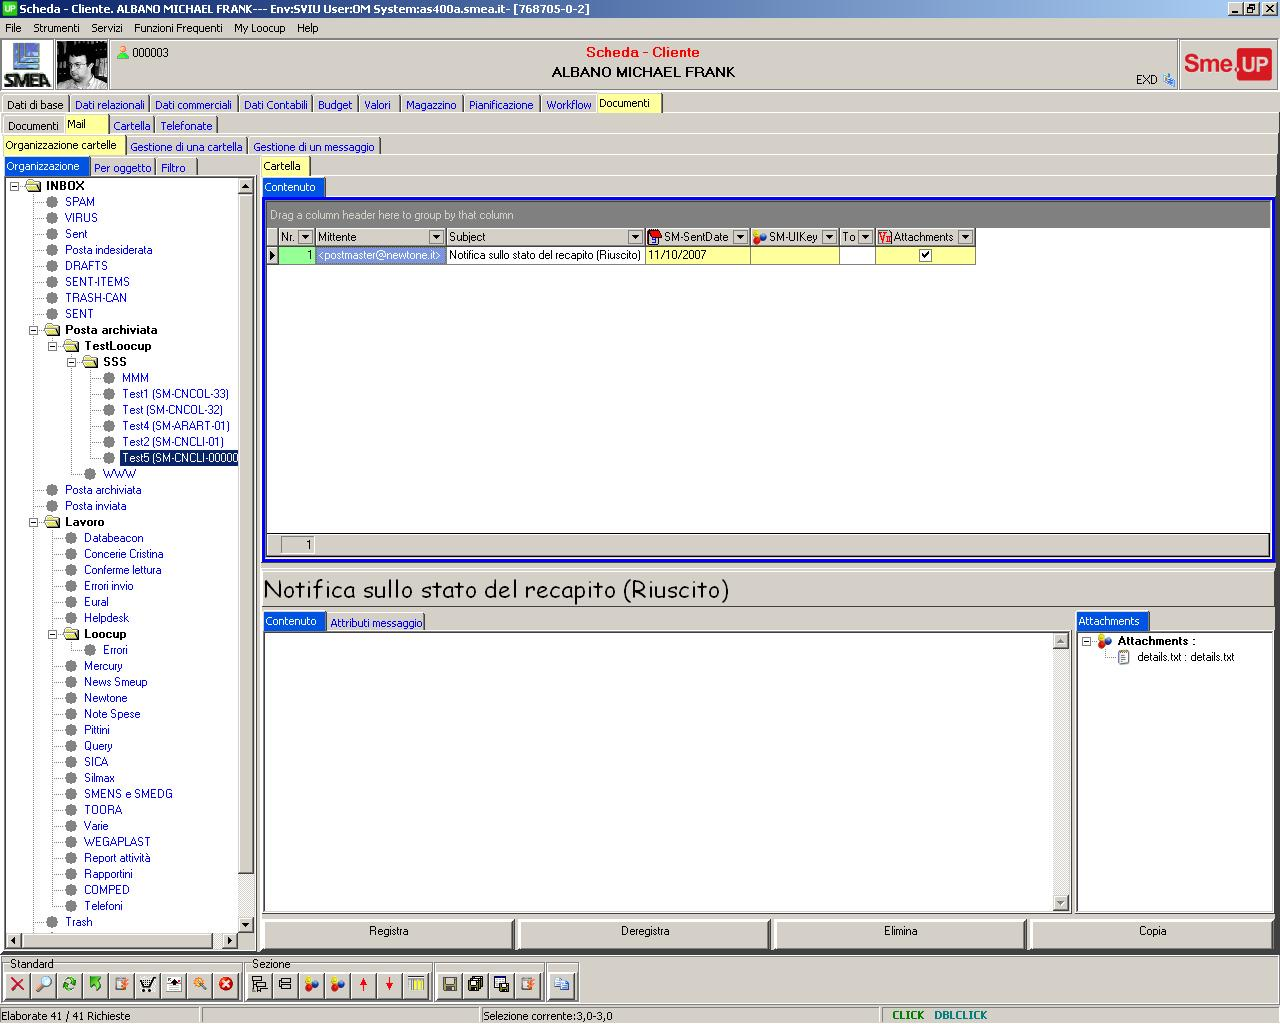 UP Scheda - Cliente. ALBANO MICHAEL FRANK--- Env:SVIU User:OM System:as400a.smea.it- [768705-0-2]
File Strumenti Servizi Funzioni Frequenti My Loocup Help
SMEA
000003
Scheda - Cliente
ALBANO MICHAEL FRANK
EXD
Sme.UP
Dati di base Dati relazionali Dati commerciali Dati Contabili Budget Valori Magazzino Pianificazione Workflow Documenti
Documenti Mail Cartella Telefonate
Organizzazione cartelle Gestione di una cartella Gestione di un messaggio
Organizzazione Per oggetto Filtro
INBOX
SPAM
VIRUS
Sent
Posta indesiderata
DRAFTS
SENT-ITEMS
TRASH-CAN
SENT
Posta archiviata
TestLoocup
SSS
MMM
Test1 (SM-CNCOL-33)
Test (SM-CNCOL-32)
Test4 (SM-ARART-01)
Test2 (SM-CNCLI-01)
Test5 (SM-CNCLI-00000
WWW
Posta archiviata
Posta inviata
Lavoro
Databeacon
Concerie Cristina
Conferme lettura
Errori invio
Eural
Helpdesk
Loocup
Errori
Mercury
News Smeup
Newtone
Note Spese
Pittini
Query
SICA
Silmax
SMENS e SMEDG
TOORA
Varie
WEGAPLAST
Report attività
Rapportini
COMPED
Telefoni
Trash
Cartella
Contenuto
Drag a column header here to group by that column
Nr. Mittente Subject SM-SentDate SM-UIKey To Attachments
1 <postmaster@newtone.it> Notifica sullo stato del recapito (Riuscito) 11/10/2007
1
Notifica sullo stato del recapito (Riuscito)
Contenuto Attributi messaggio
Attachments
Attachments :
details.txt : details.txt
Registra Deregistra Elimina Copia
Standard Sezione
Elaborate 41 / 41 Richieste Selezione corrente:3,0-3,0 CLICK DBLCLICK